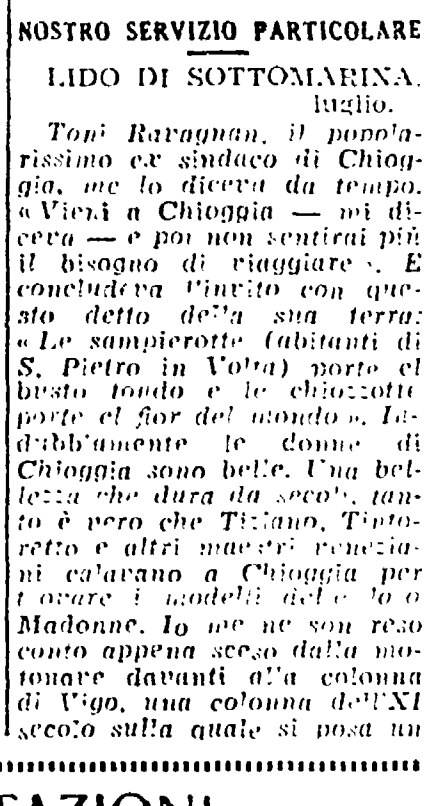 NOSTRO SERVIZIO PARTICOLARE
LIDO DI SOTTOMARINA,
luglio.
Toni Ravagnan, il popola-
rissimo ex sindaco di Chiog-
gia, me lo diceva da tempo.
« Vieni a Chioggia — mi di-
ceva — e poi non sentirai più
il bisogno di viaggiare ». E
concludeva l'invito con que-
sto detto della sua terra:
« Le sampierotte (abitanti di
S. Pietro in Volta) porte el
busto tondo e le chiozzotte
porte el fior del mondo ». In-
dubbiamente le donne di
Chioggia sono belle. Una bel-
lezza che dura da secoli, tan-
to è vero che Tiziano, Tinto-
retto e altri maestri venezia-
ni calavano a Chioggia per
trovare i modelli delle loro
Madonne. Io me ne son reso
conto appena sceso dalla mo-
tonave davanti alla colonna
di Vigo, una colonna dell'XI
secolo sulla quale si posa un